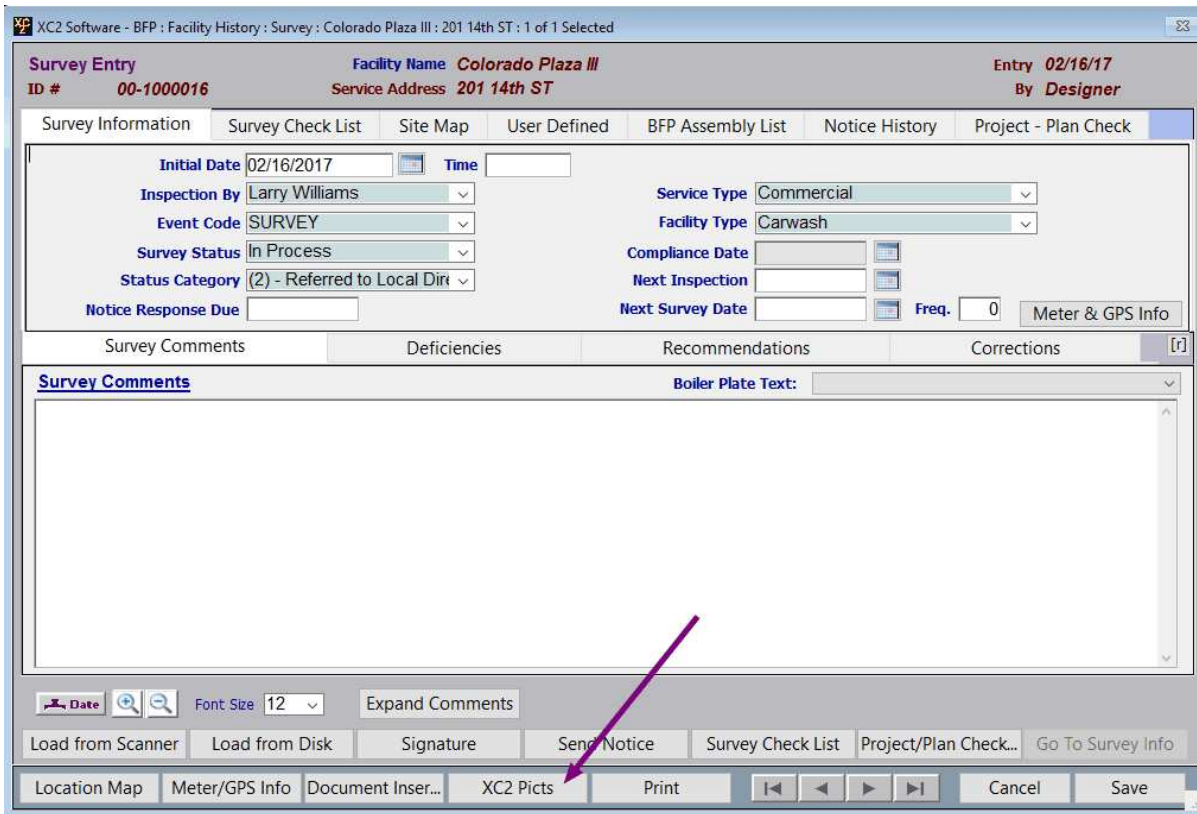 XC2 Software - BFP : Facility History : Survey : Colorado Plaza III : 201 14th ST : 1 of 1 Selected
Survey Entry Facility Name Colorado Plaza III Entry 02/16/17
ID # 00-1000016 Service Address 201 14th ST By Designer
Survey Information Survey Check List Site Map User Defined BFP Assembly List Notice History Project - Plan Check
Initial Date 02/16/2017 Time
Inspection By Larry Williams Service Type Commercial
Event Code SURVEY Facility Type Carwash
Survey Status In Process Compliance Date
Status Category (2) - Referred to Local Dire Next Inspection
Notice Response Due Next Survey Date Freq. 0 Meter & GPS Info
Survey Comments Deficiencies Recommendations Corrections [r]
Survey Comments Boiler Plate Text:
Date Font Size 12 Expand Comments
Load from Scanner Load from Disk Signature Send Notice Survey Check List Project/Plan Check... Go To Survey Info
Location Map Meter/GPS Info Document Inser... XC2 Picts Print Cancel Save